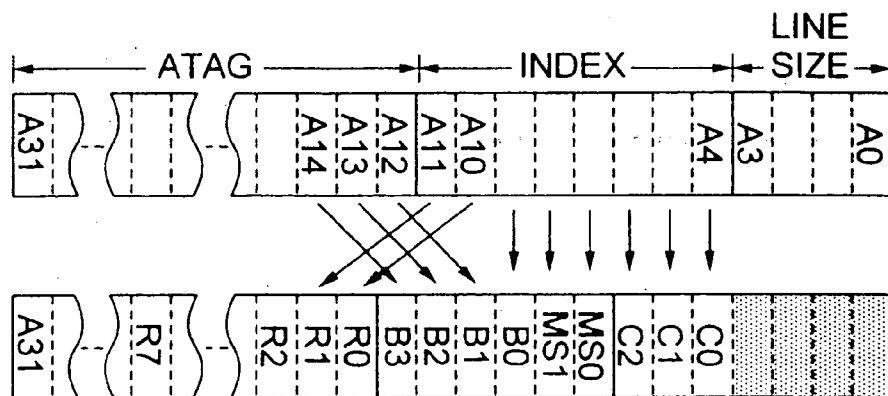 LINE
ATAG INDEX SIZE
A31 A14 A13 A12 A11 A10 A4 A3 A0
A31 R7 R2 R1 R0 B3 B2 B1 B0 MS1 MS0 C2 C1 C0